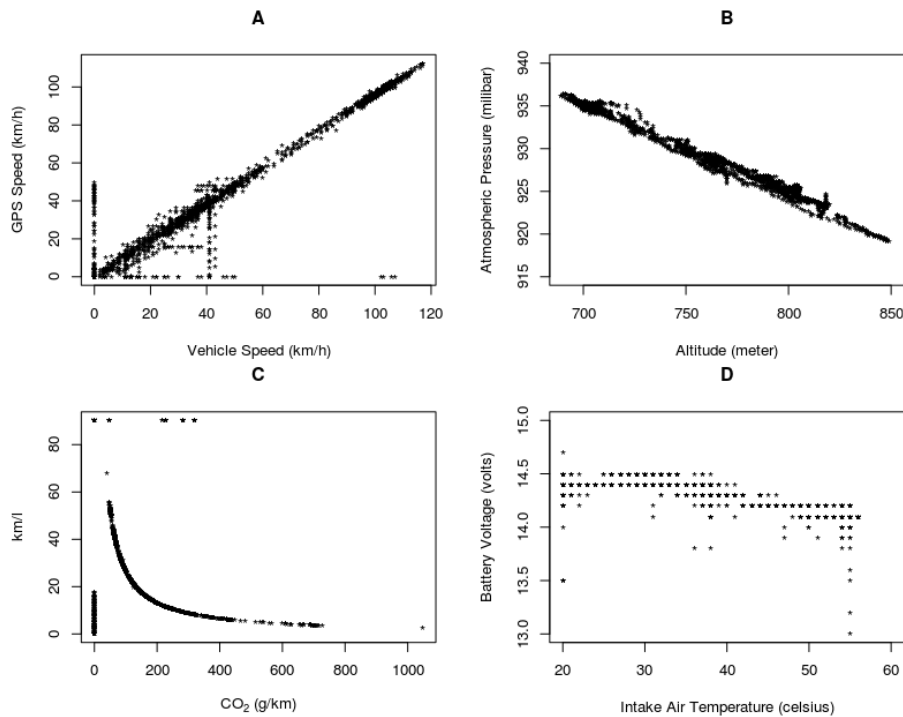 A
GPS Speed (km/h)
0 20 40 60 80 100
0 20 40 60 80 100 120
Vehicle Speed (km/h)
B
Atmospheric Pressure (millbar)
915 920 925 930 935 940
700 750 800 850
Altitude (meter)
C
km/l
0 20 40 60 80
0 200 400 600 800 1000
CO₂ (g/km)
D
Battery Voltage (volts)
13.0 13.5 14.0 14.5 15.0
20 30 40 50 60
Intake Air Temperature (celsius)